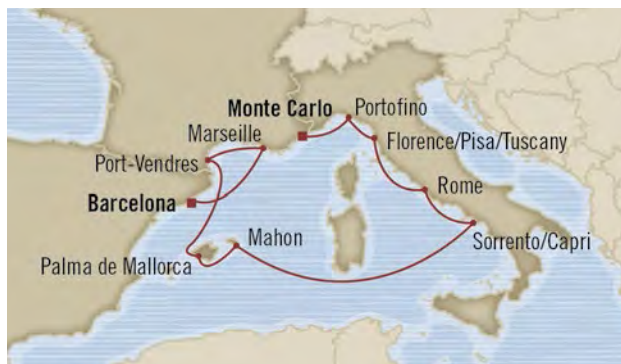 Monte Carlo
Portofino
Marseille
Florence/Pisa/Tuscany
Port-Vendres
Rome
Barcelona
Mahon
Sorrento/Capri
Palma de Mallorca